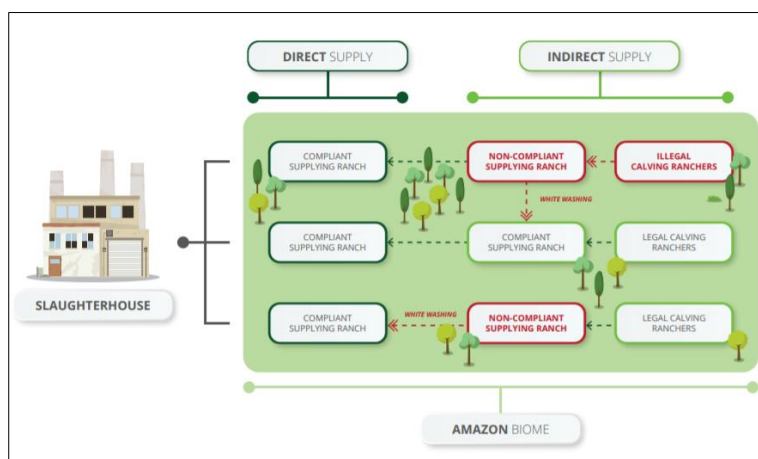 DIRECT SUPPLY
INDIRECT SUPPLY
COMPLIANT
SUPPLYING RANCH
NON-COMPLIANT
SUPPLYING RANCH
ILLEGAL
CALVING RANCHERS
WHITE WASHING
COMPLIANT
SUPPLYING RANCH
COMPLIANT
SUPPLYING RANCH
LEGAL CALVING
RANCHERS
SLAUGHTERHOUSE
COMPLIANT
SUPPLYING RANCH
WHITE WASHING
NON-COMPLIANT
SUPPLYING RANCH
LEGAL CALVING
RANCHERS
AMAZON BIOME